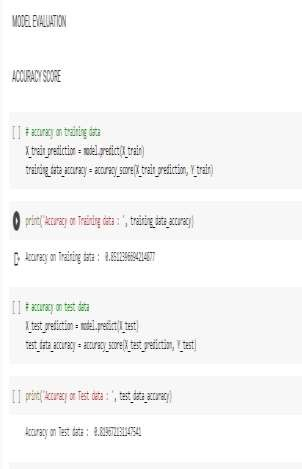 MODEL EVALUATION
ACCURACY SCORE
[ ] # accuracy on training data
X_train_prediction = model.predict(X_train)
training_data_accuracy = accuracy_score(X_train_prediction, Y_train)
print('Accuracy on Training data : ', training_data_accuracy)
Accuracy on Training data :
[ ] # accuracy on test data
X_test_prediction = model.predict(X_test)
test_data_accuracy = accuracy_score(X_test_prediction, Y_test)
[ ] print('Accuracy on Test data : ', test_data_accuracy)
Accuracy on Test data : 0.819672131147541